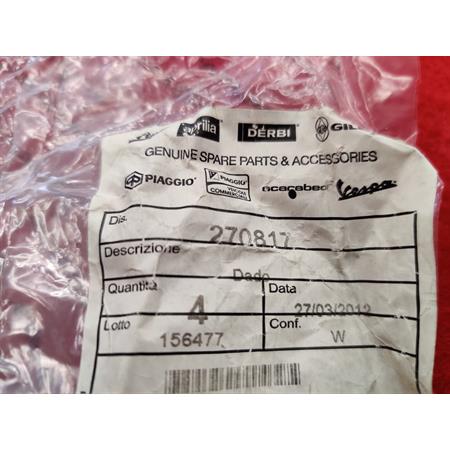 aprilia DERBI GIL
GENUINE SPARE PARTS & ACCESSORIES
PIAGGIO PIAGGIO VEICOLI COMMERCIALI scarabeo Vespa
Dis. 270817
Descrizione
Dado
Quantità 4 Data 27/03/2012
Lotto 156477 Conf. W